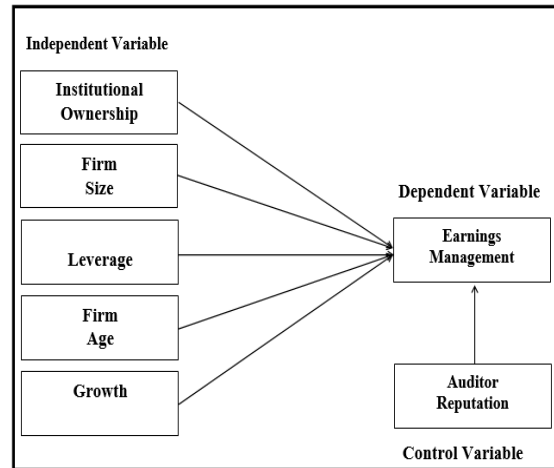 Independent Variable
Institutional
Ownership
Firm
Size
Leverage
Firm
Age
Growth
Dependent Variable
Earnings
Management
Auditor
Reputation
Control Variable